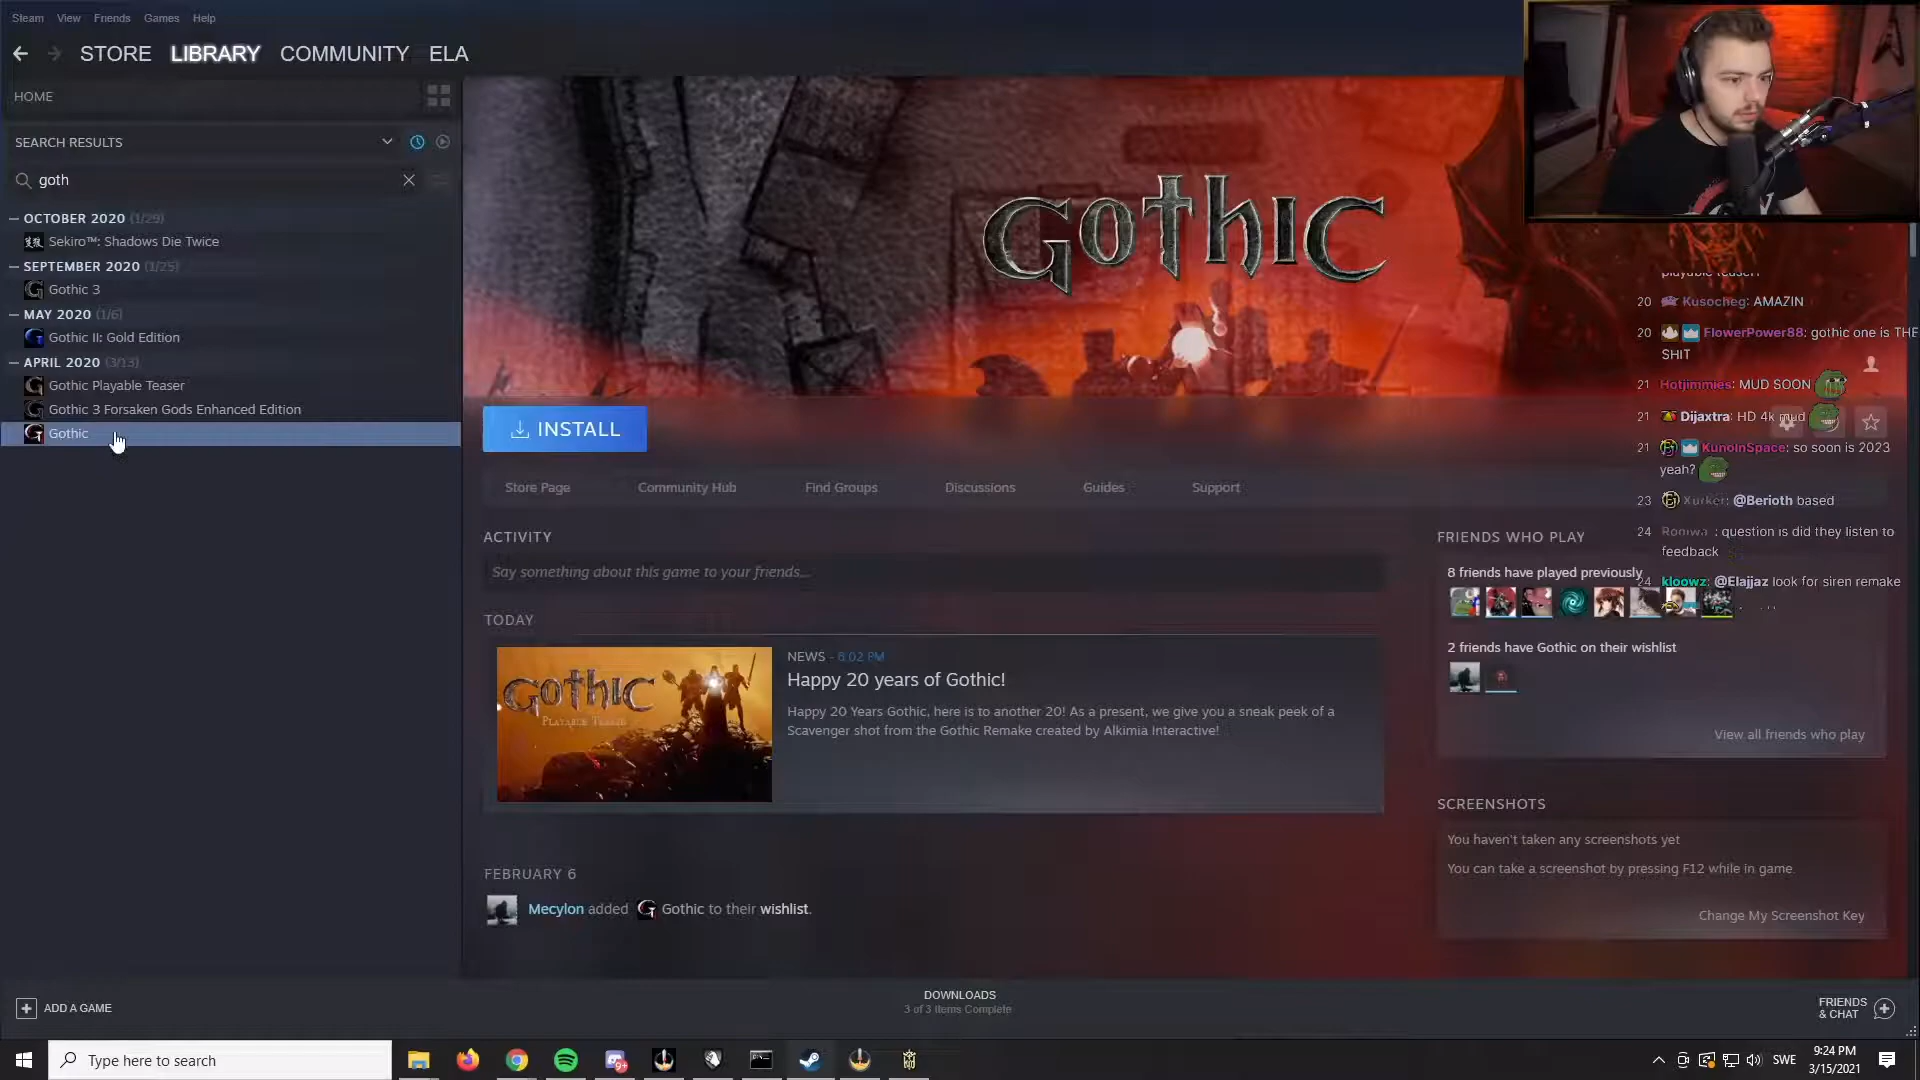 Steam View Friends Games Help
STORE LIBRARY COMMUNITY ELA
HOME
SEARCH RESULTS
goth
OCTOBER 2020 (1/29)
Sekiro™: Shadows Die Twice
SEPTEMBER 2020 (1/25)
Gothic 3
MAY 2020 (1/6)
Gothic II: Gold Edition
APRIL 2020 (3/13)
Gothic Playable Teaser
Gothic 3 Forsaken Gods Enhanced Edition
Gothic
GOTHIC
INSTALL
Store Page Community Hub Find Groups Discussions Guides Support
ACTIVITY
Say something about this game to your friends...
TODAY
GOTHIC
PLAYABLE TEASER
NEWS - 6:02 PM
Happy 20 years of Gothic!
Happy 20 Years Gothic, here is to another 20! As a present, we give you a sneak peek of a
Scavenger shot from the Gothic Remake created by Alkimia Interactive!
FEBRUARY 6
Mecylon added Gothic to their wishlist.
playable teaser?
20 Kusocheg: AMAZIN
20 FlowerPower88: gothic one is THE
SHIT
21 Hotjimmies: MUD SOON
21 Dijaxtra: HD 4k mud
21 KunoInSpace: so soon is 2023
yeah?
23 Xurker: @Berioth based
24 : question is did they listen to
feedback
24 kloowz: @Elajjaz look for siren remake
FRIENDS WHO PLAY
8 friends have played previously
2 friends have Gothic on their wishlist
View all friends who play
SCREENSHOTS
You haven't taken any screenshots yet
You can take a screenshot by pressing F12 while in game.
Change My Screenshot Key
ADD A GAME
DOWNLOADS
3 of 3 Items Complete
FRIENDS
& CHAT
Type here to search
9+
SWE
9:24 PM
3/15/2021